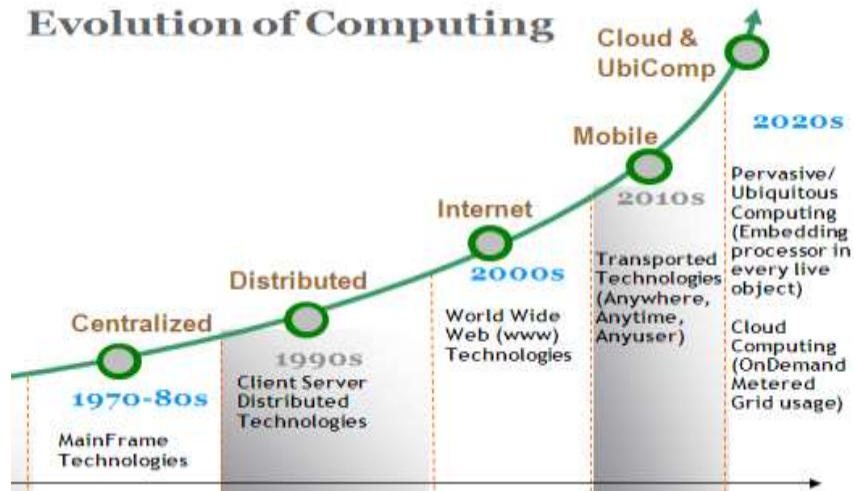 Evolution of Computing
Centralized
1970-80s
MainFrame
Technologies
Distributed
1990s
Client Server
Distributed
Technologies
Internet
2000s
World Wide
Web (www)
Technologies
Mobile
2010s
Transported
Technologies
(Anywhere,
Anytime,
Anyuser)
Cloud &
UbiComp
2020s
Pervasive/
Ubiquitous
Computing
(Embedding
processor in
every live
object)
Cloud
Computing
(OnDemand
Metered
Grid usage)